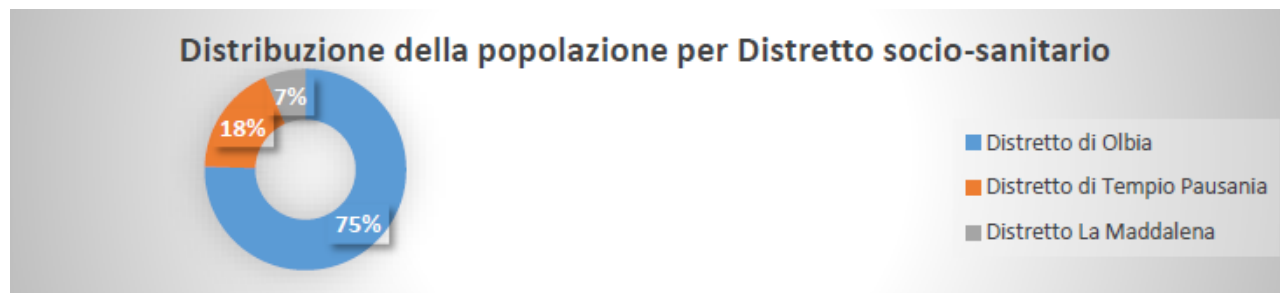 Distribuzione della popolazione per Distretto socio-sanitario
7%
18%
75%
Distretto di Olbia
Distretto di Tempio Pausania
Distretto La Maddalena